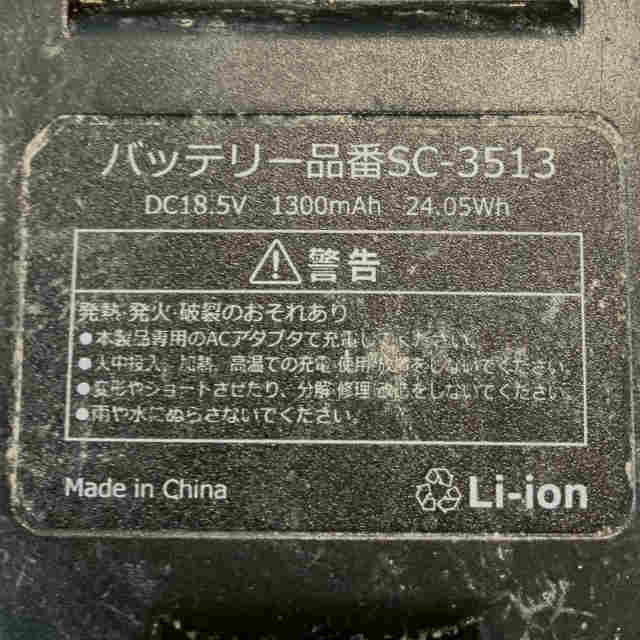 バッテリー品番SC-3513
DC18.5V 1300mAh 24.05Wh
警告
発熱・発火・破裂のおそれあり
●本製品専用のACアダプタで充電してください。
●火中投入、加熱、高温での充電・使用・放置をしないでください。
●変形やショートさせたり、分解・修理・改造をしないでください。
●雨や水にぬらさないでください。
Made in China
Li-ion